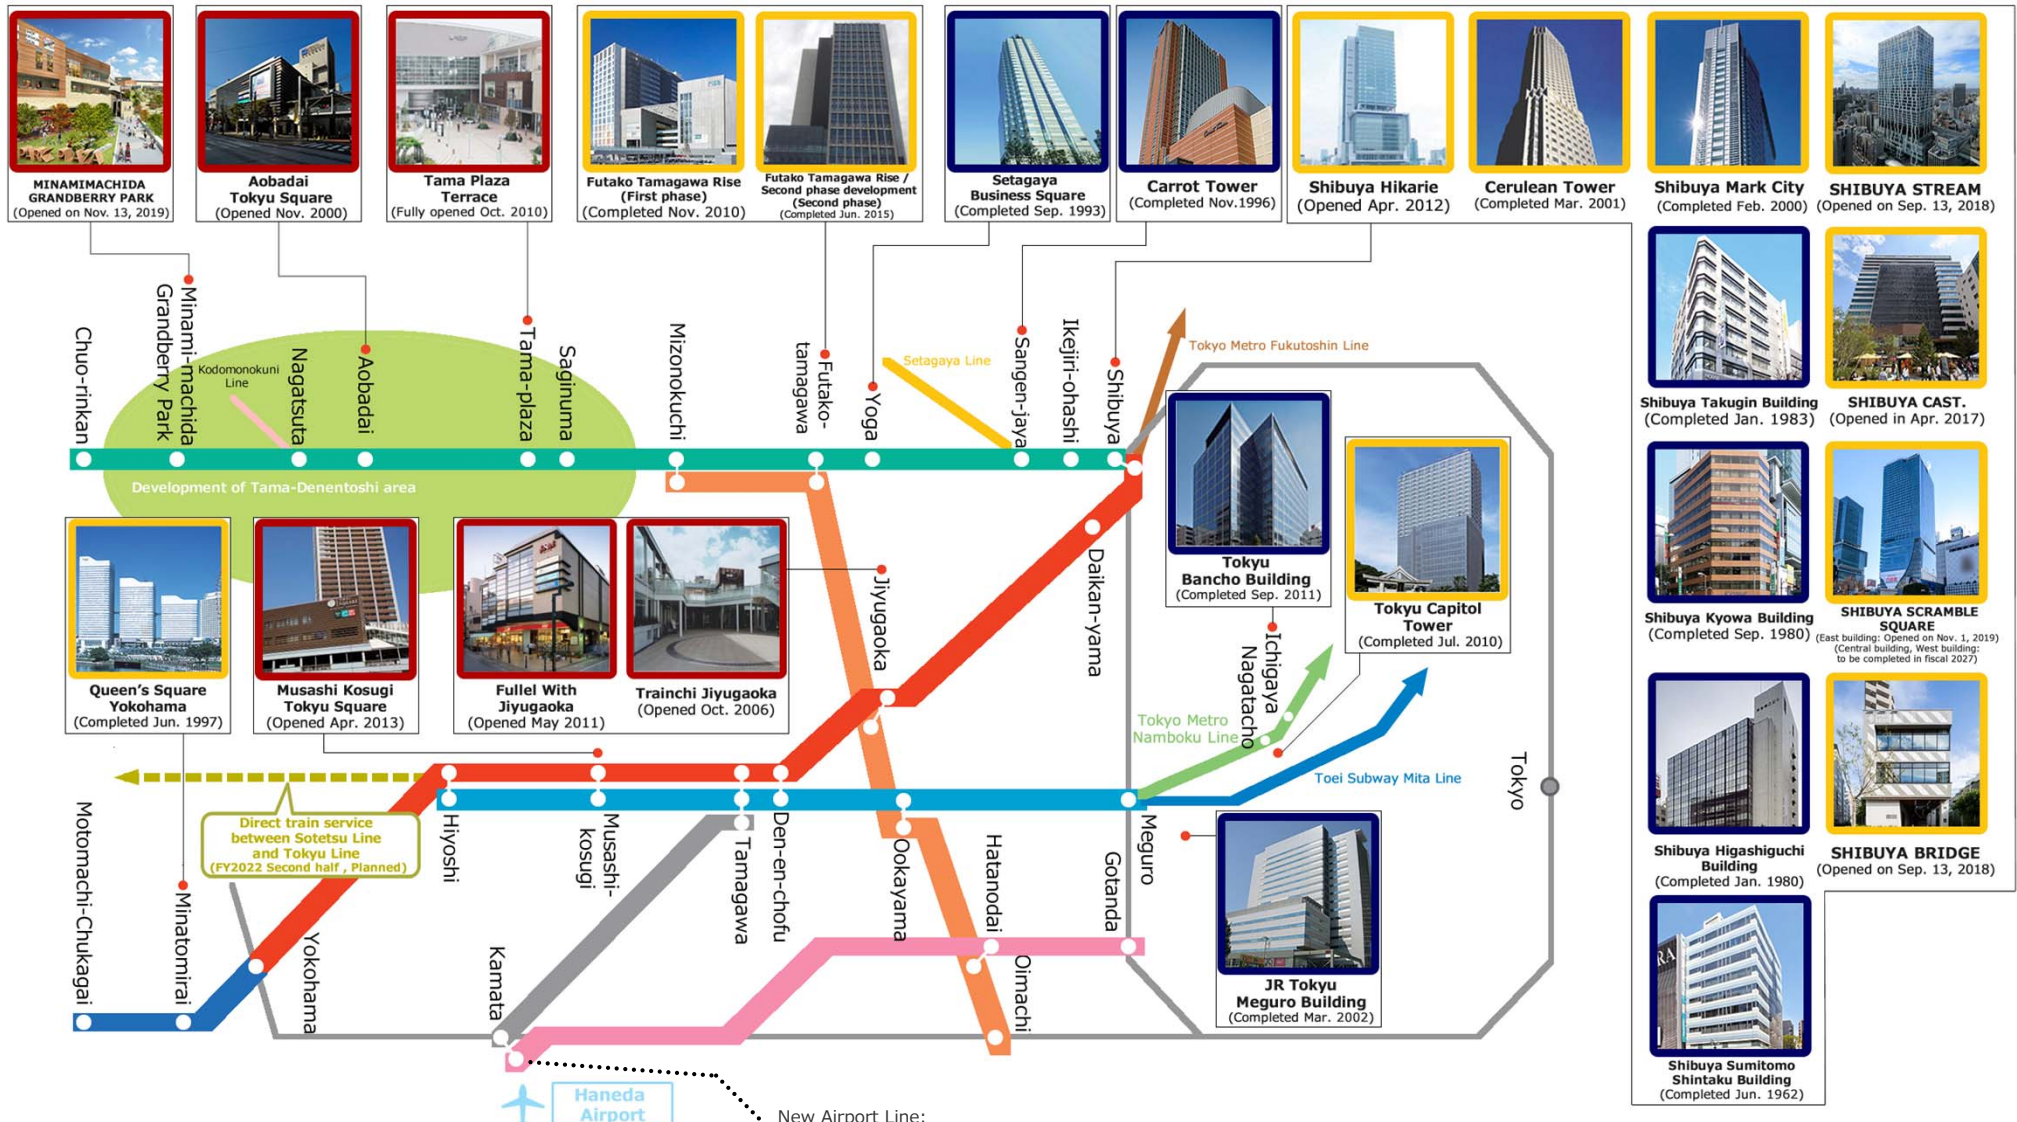 MINAMIMACHIDA
GRANDBERRY PARK
(Opened on Nov. 13, 2019)
Aobadai
Tokyu Square
(Opened Nov. 2000)
Tama Plaza
Terrace
(Fully opened Oct. 2010)
Futako Tamagawa Rise
(First phase)
(Completed Nov. 2010)
Futako Tamagawa Rise /
Second phase development
(Second phase)
(Completed Jun. 2015)
Setagaya
Business Square
(Completed Sep. 1993)
Carrot Tower
(Completed Nov.1996)
Shibuya Hikarie
(Opened Apr. 2012)
Cerulean Tower
(Completed Mar. 2001)
Shibuya Mark City
(Completed Feb. 2000)
SHIBUYA STREAM
(Opened on Sep. 13, 2018)
Shibuya Takugin Building
(Completed Jan. 1983)
SHIBUYA CAST.
(Opened in Apr. 2017)
Shibuya Kyowa Building
(Completed Sep. 1980)
SHIBUYA SCRAMBLE
SQUARE
(East building: Opened on Nov. 1, 2019)
(Central building, West building:
to be completed in fiscal 2027)
Shibuya Higashiguchi
Building
(Completed Jan. 1980)
SHIBUYA BRIDGE
(Opened on Sep. 13, 2018)
Shibuya Sumitomo
Shintaku Building
(Completed Jun. 1962)
Chuo-rinkan
Minami-machida
Grandberry Park
Kodomonokuni
Line
Nagatsuta
Aobadai
Tama-plaza
Saginuma
Mizonokuchi
Futako-
tamagawa
Yoga
Setagaya Line
Sangen-jaya
Ikejiri-ohashi
Shibuya
Tokyo Metro Fukutoshin Line
Development of Tama-Denentoshi area
Queen's Square
Yokohama
(Completed Jun. 1997)
Musashi Kosugi
Tokyu Square
(Opened Apr. 2013)
Fullel With
Jiyugaoka
(Opened May 2011)
Trainchi Jiyugaoka
(Opened Oct. 2006)
Jiyugaoka
Daikan-yama
Tokyu
Bancho Building
(Completed Sep. 2011)
Tokyu Capitol
Tower
(Completed Jul. 2010)
Ichigaya
Nagatacho
Tokyo Metro
Namboku Line
Toei Subway Mita Line
Tokyo
Direct train service
between Sotetsu Line
and Tokyu Line
(FY2022 Second half , Planned)
Motomachi-Chukagai
Minatomirai
Yokohama
Hiyoshi
Musashi-
kosugi
Tamagawa
Den-en-chofu
Ookayama
Hatanodai
Gotanda
Meguro
Kamata
Oimachi
JR Tokyu
Meguro Building
(Completed Mar. 2002)
Haneda
Airport
New Airport Line: